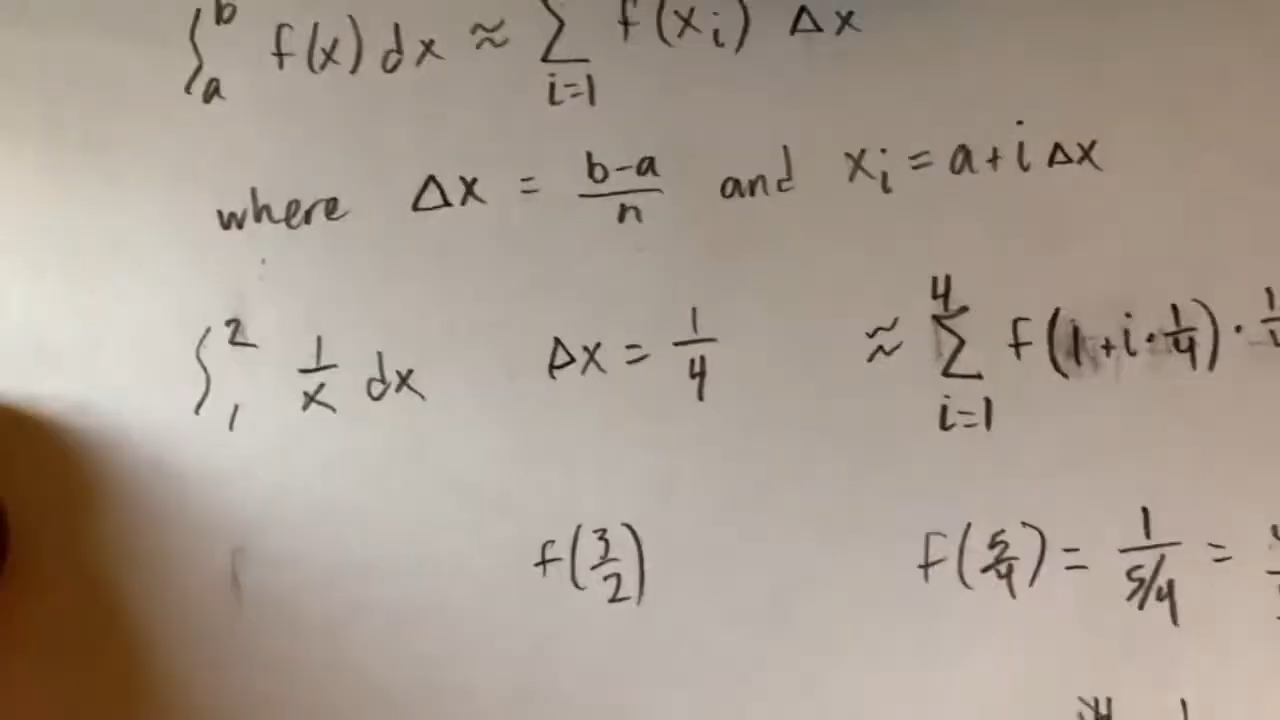 ∫_a^b f(x) dx ≈ ∑_{i=1} f(x_i) Δx
where Δx = (b-a)/n and x_i = a+i Δx
∫_1^2 1/x dx Δx = 1/4 ≈ ∑_{i=1}^4 f(1+i·1/4)·
f(3/2) f(5/4) = 1/(5/4) =